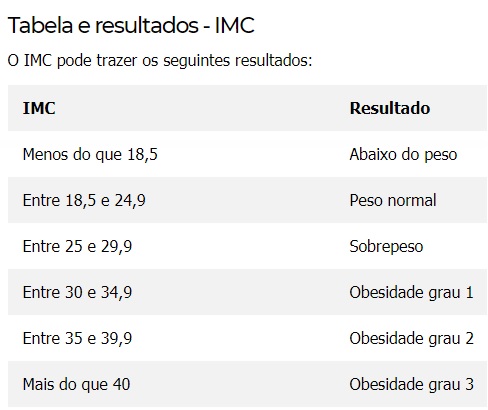 Tabela e resultados - IMC
O IMC pode trazer os seguintes resultados:
IMC Resultado
Menos do que 18,5 Abaixo do peso
Entre 18,5 e 24,9 Peso normal
Entre 25 e 29,9 Sobrepeso
Entre 30 e 34,9 Obesidade grau 1
Entre 35 e 39,9 Obesidade grau 2
Mais do que 40 Obesidade grau 3